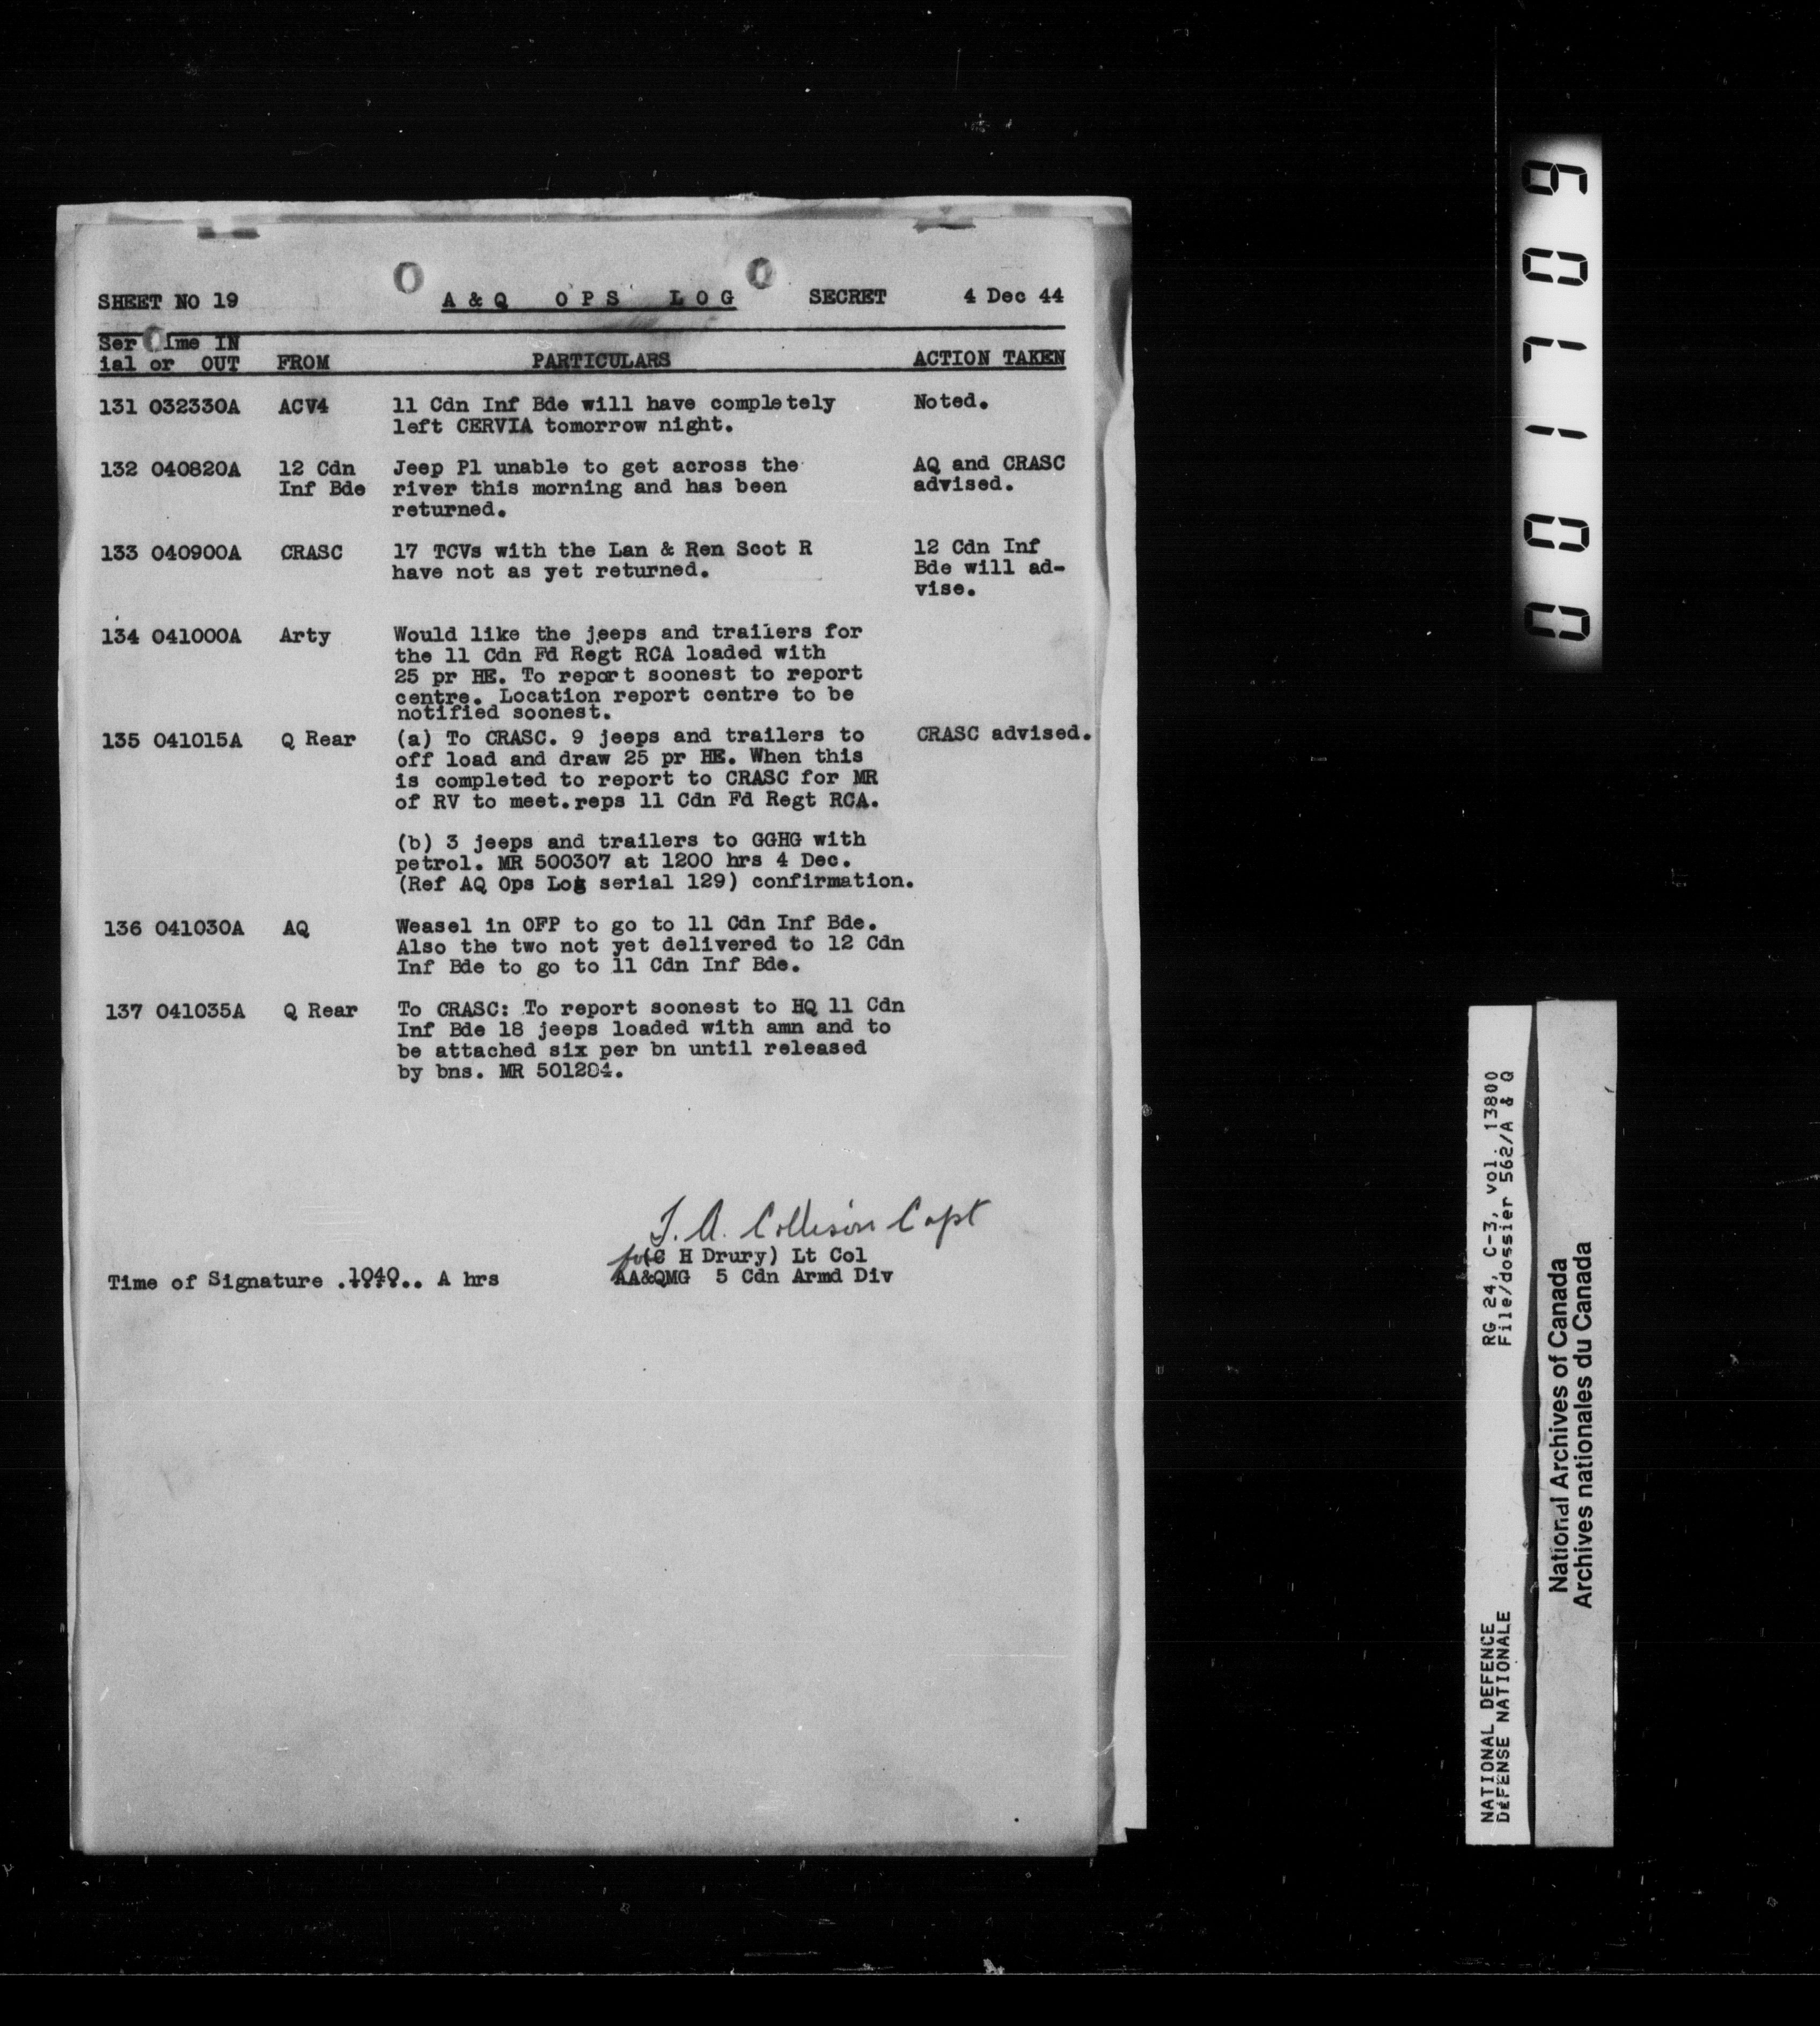 SHEET NO 19 A & Q O P S L O G SECRET 4 Dec 44
Ser ime IN
ial or OUT FROM PARTICULARS ACTION TAKEN
131 032330A ACV4 11 Cdn Inf Bde will have completely Noted.
left CERVIA tomorrow night.
132 040820A 12 Cdn Jeep Pl unable to get across the AQ and CRASC
Inf Bde river this morning and has been advised.
returned.
133 040900A CRASC 17 TCVs with the Lan & Ren Scot R 12 Cdn Inf
have not as yet returned. Bde will ad-
vise.
134 041000A Arty Would like the jeeps and trailers for
the 11 Cdn Fd Regt RCA loaded with
25 pr HE. To report soonest to report
centre. Location report centre to be
notified soonest.
135 041015A Q Rear (a) To CRASC. 9 jeeps and trailers to CRASC advised.
off load and draw 25 pr HE. When this
is completed to report to CRASC for MR
of RV to meet.reps 11 Cdn Fd Regt RCA.
(b) 3 jeeps and trailers to GGHG with
petrol. MR 500307 at 1200 hrs 4 Dec.
(Ref AQ Ops Log serial 129) confirmation.
136 041030A AQ Weasel in OFP to go to 11 Cdn Inf Bde.
Also the two not yet delivered to 12 Cdn
Inf Bde to go to 11 Cdn Inf Bde.
137 041035A Q Rear To CRASC: To report soonest to HQ 11 Cdn
Inf Bde 18 jeeps loaded with amn and to
be attached six per bn until released
by bns. MR 501284.
T. A. Collison Capt
for (C H Drury) Lt Col
Time of Signature .1040.. A hrs AA&QMG 5 Cdn Armd Div
001709
RG 24, C-3, vol. 13800
File/dossier 562/A & Q
NATIONAL DEFENCE
DÉFENSE NATIONALE
National Archives of Canada
Archives nationales du Canada